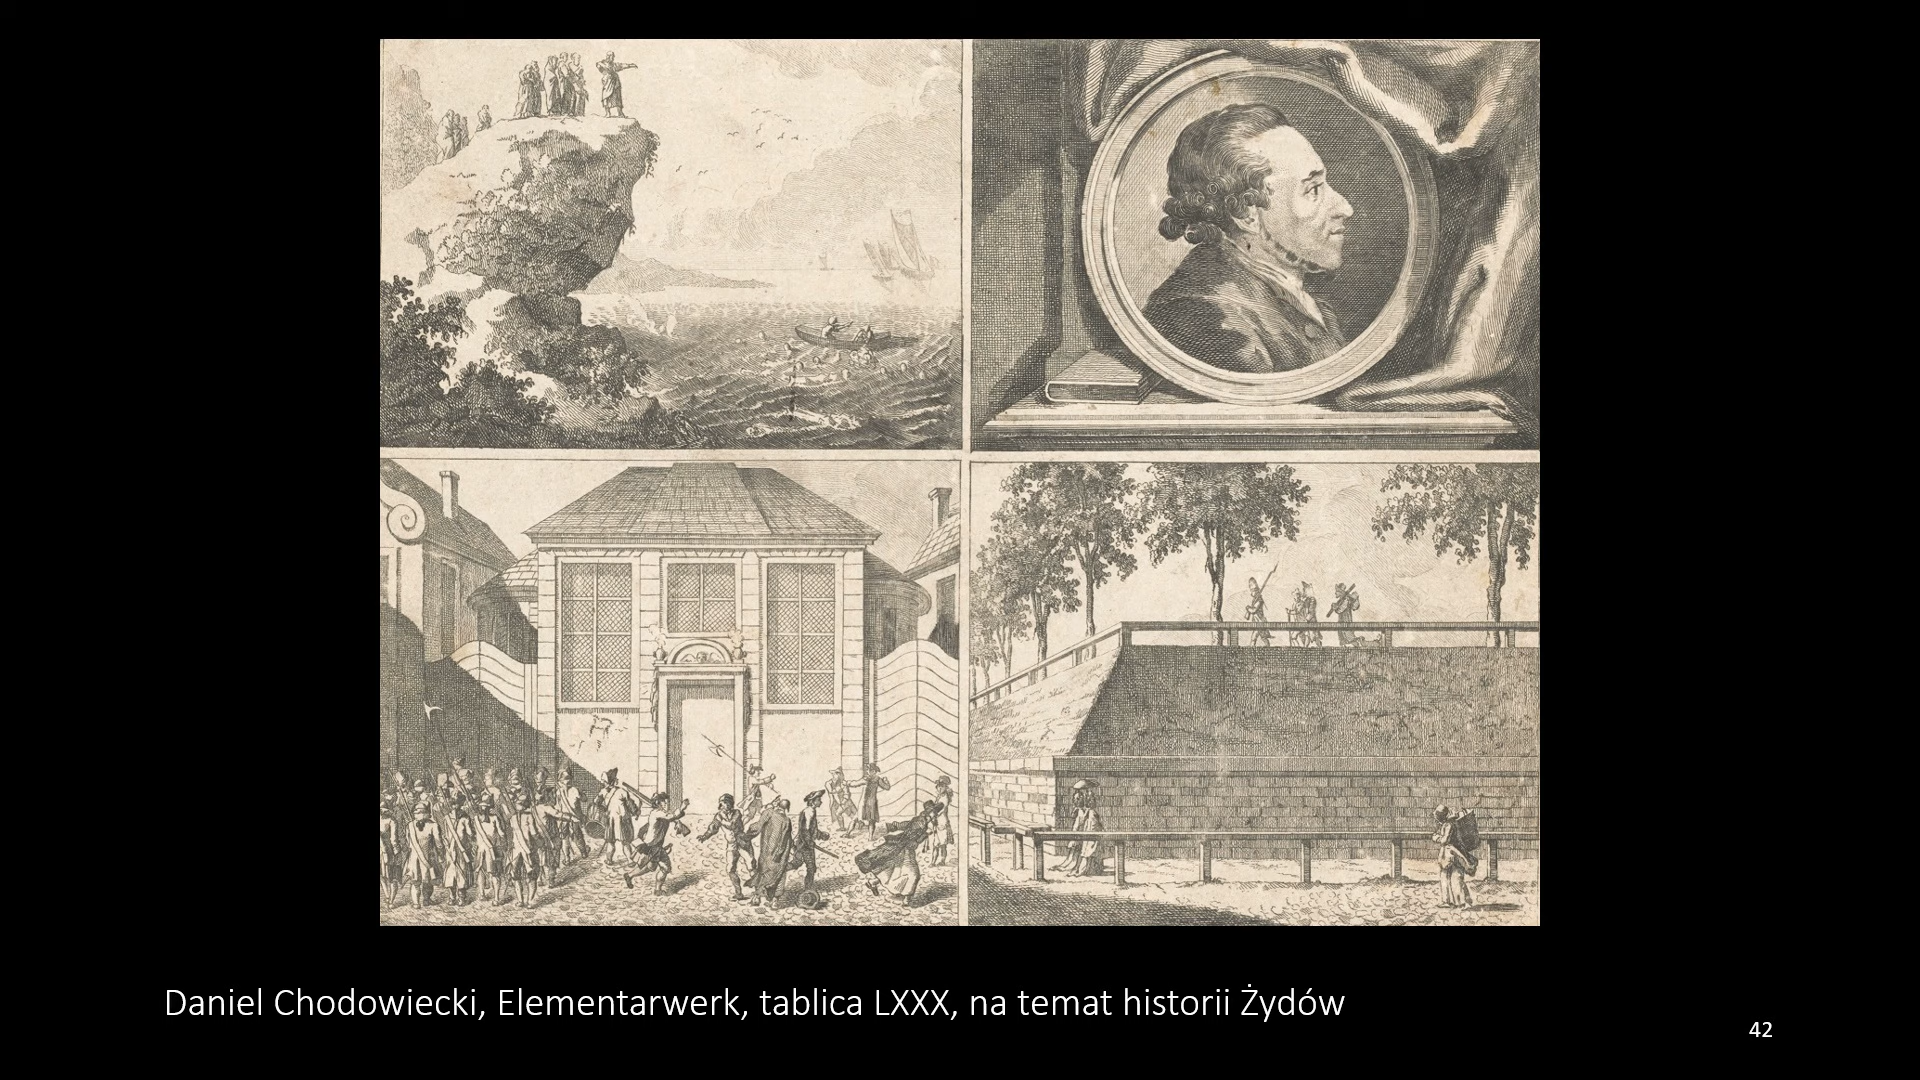 Daniel Chodowiecki, Elementarwerk, tablica LXXX, na temat historii Żydów
42